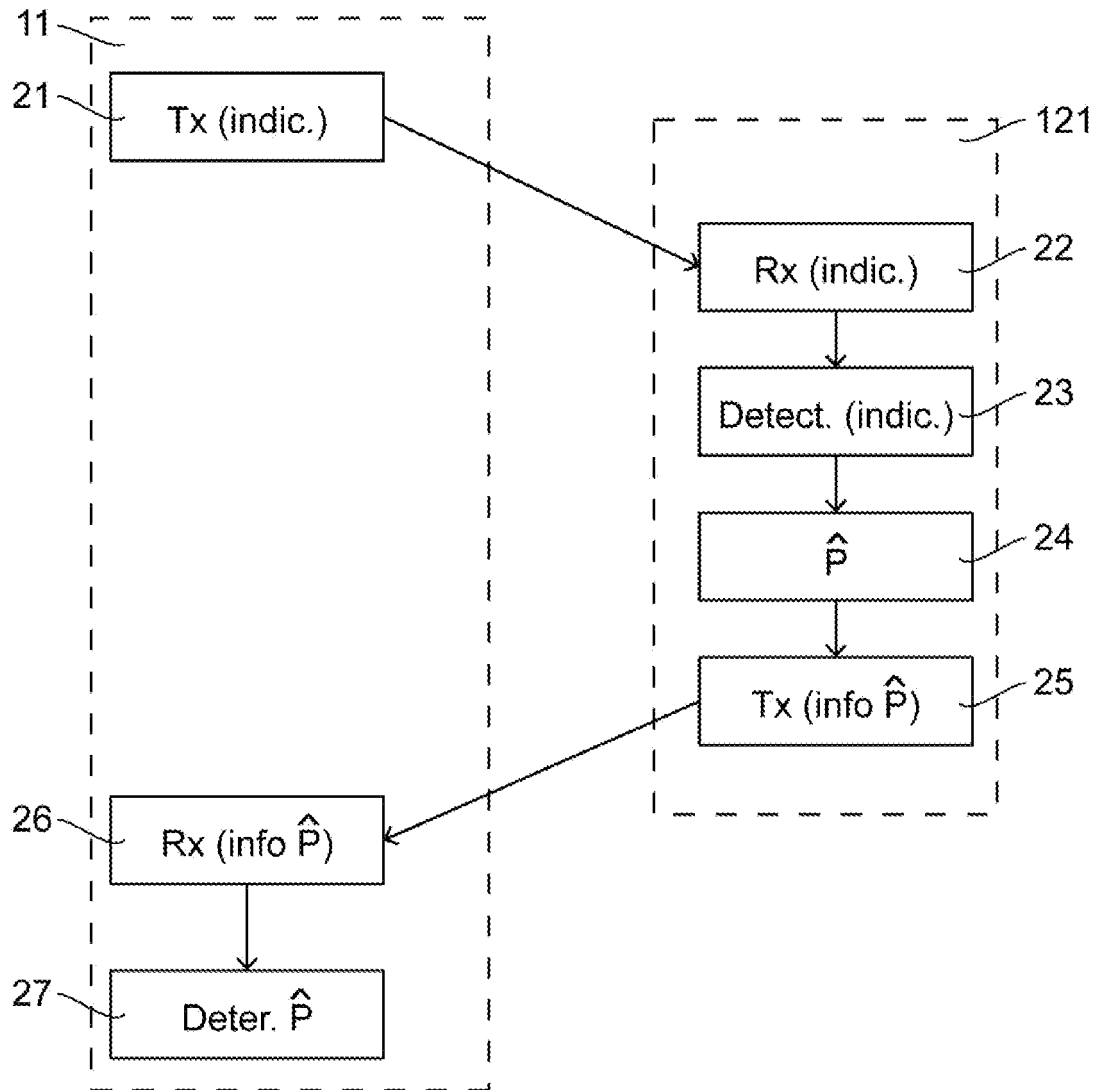 11
21
Tx (indic.)
121
Rx (indic.)
22
Detect. (indic.)
23
P̂
24
Tx (info P̂)
25
26
Rx (info P̂)
27
Deter. P̂